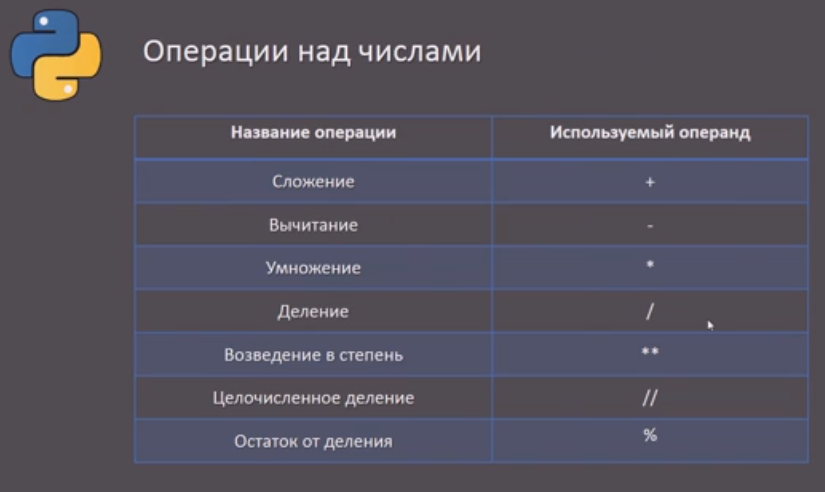 Операции над числами
Название операции Используемый операнд
Сложение +
Вычитание -
Умножение *
Деление /
Возведение в степень **
Целочисленное деление //
Остаток от деления %